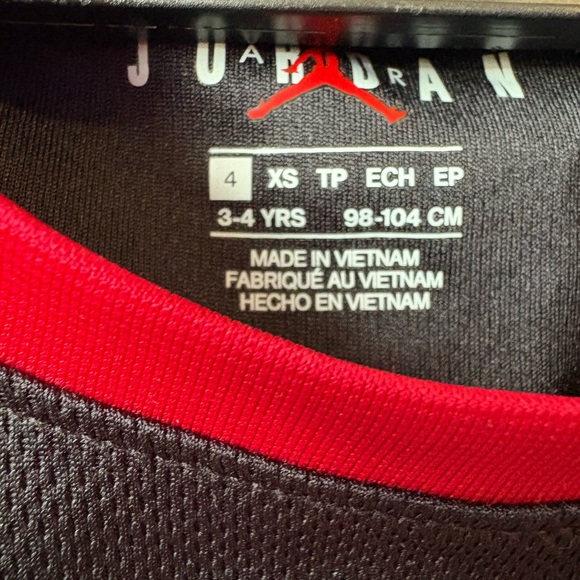 JORDAN
AIR
4 XS TP ECH EP
3-4 YRS 98-104 CM
MADE IN VIETNAM
FABRIQUÉ AU VIETNAM
HECHO EN VIETNAM